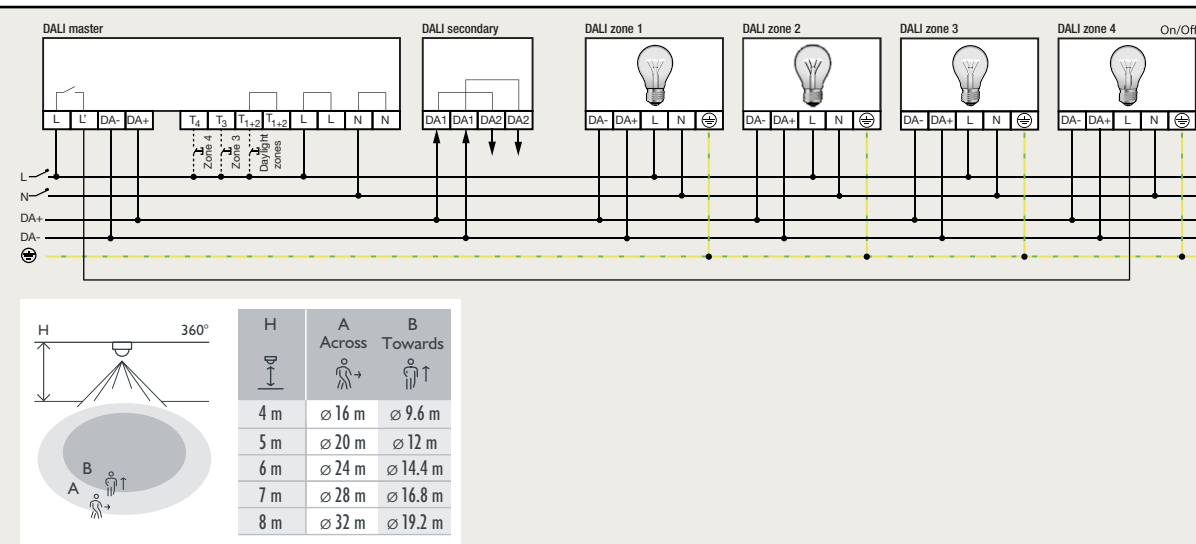 DALI master
DALI secondary
DALI zone 1
DALI zone 2
DALI zone 3
DALI zone 4
On/Off
L L' DA- DA+ T4 T3 T1+2 T1+2 L L N N
DA1 DA1 DA2 DA2
DA- DA+ L N
DA- DA+ L N
DA- DA+ L N
DA- DA+ L N
Zone 4
Zone 3
Daylight
zones
L
N
DA+
DA-
H 360°
B
A
H A B
Across Towards
4 m ⌀ 16 m ⌀ 9.6 m
5 m ⌀ 20 m ⌀ 12 m
6 m ⌀ 24 m ⌀ 14.4 m
7 m ⌀ 28 m ⌀ 16.8 m
8 m ⌀ 32 m ⌀ 19.2 m